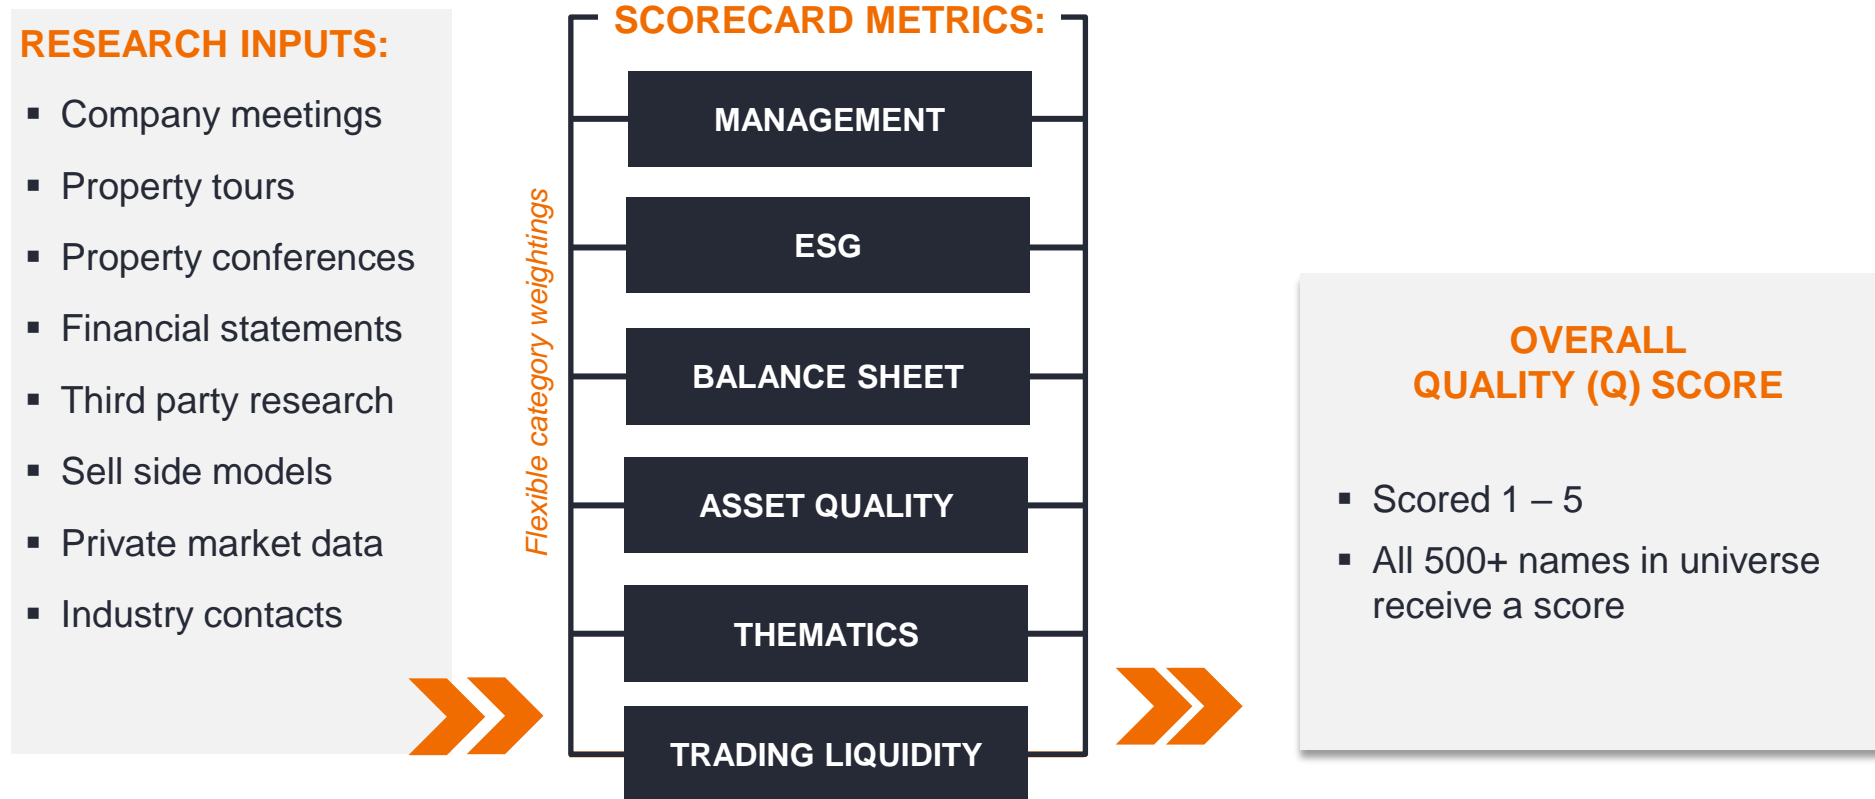 RESEARCH INPUTS:
▪ Company meetings
▪ Property tours
▪ Property conferences
▪ Financial statements
▪ Third party research
▪ Sell side models
▪ Private market data
▪ Industry contacts
Flexible category weightings
SCORECARD METRICS:
MANAGEMENT
ESG
BALANCE SHEET
ASSET QUALITY
THEMATICS
TRADING LIQUIDITY
OVERALL
QUALITY (Q) SCORE
▪ Scored 1 – 5
▪ All 500+ names in universe
receive a score